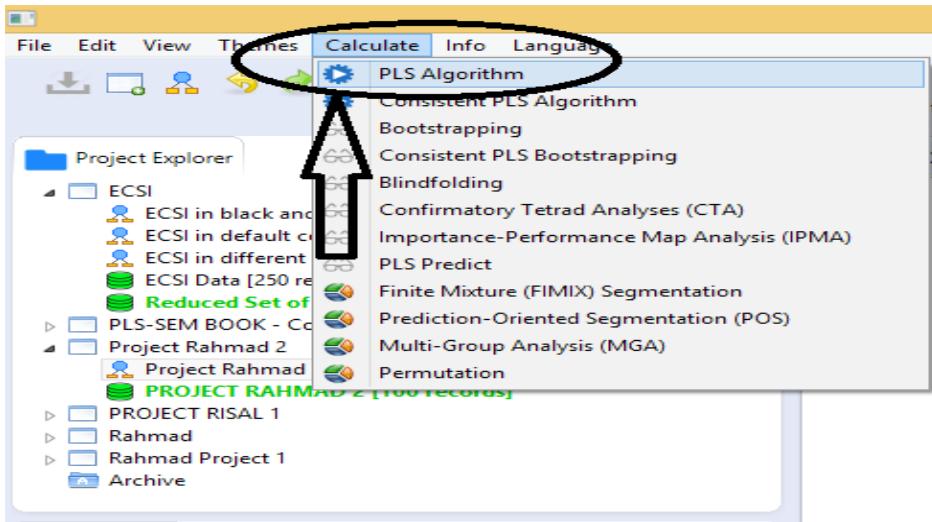 File Edit View Themes Calculate Info Language
PLS Algorithm
Consistent PLS Algorithm
Bootstrapping
Consistent PLS Bootstrapping
Blindfolding
Confirmatory Tetrad Analyses (CTA)
Importance-Performance Map Analysis (IPMA)
PLS Predict
Finite Mixture (FIMIX) Segmentation
Prediction-Oriented Segmentation (POS)
Multi-Group Analysis (MGA)
Permutation
Project Explorer
ECSI
ECSI in black and
ECSI in default
ECSI in different
ECSI Data [250 re
Reduced Set of
PLS-SEM BOOK - Co
Project Rahmad 2
Project Rahmad
PROJECT RAHMAD 2 [100 records]
PROJECT RISAL 1
Rahmad
Rahmad Project 1
Archive